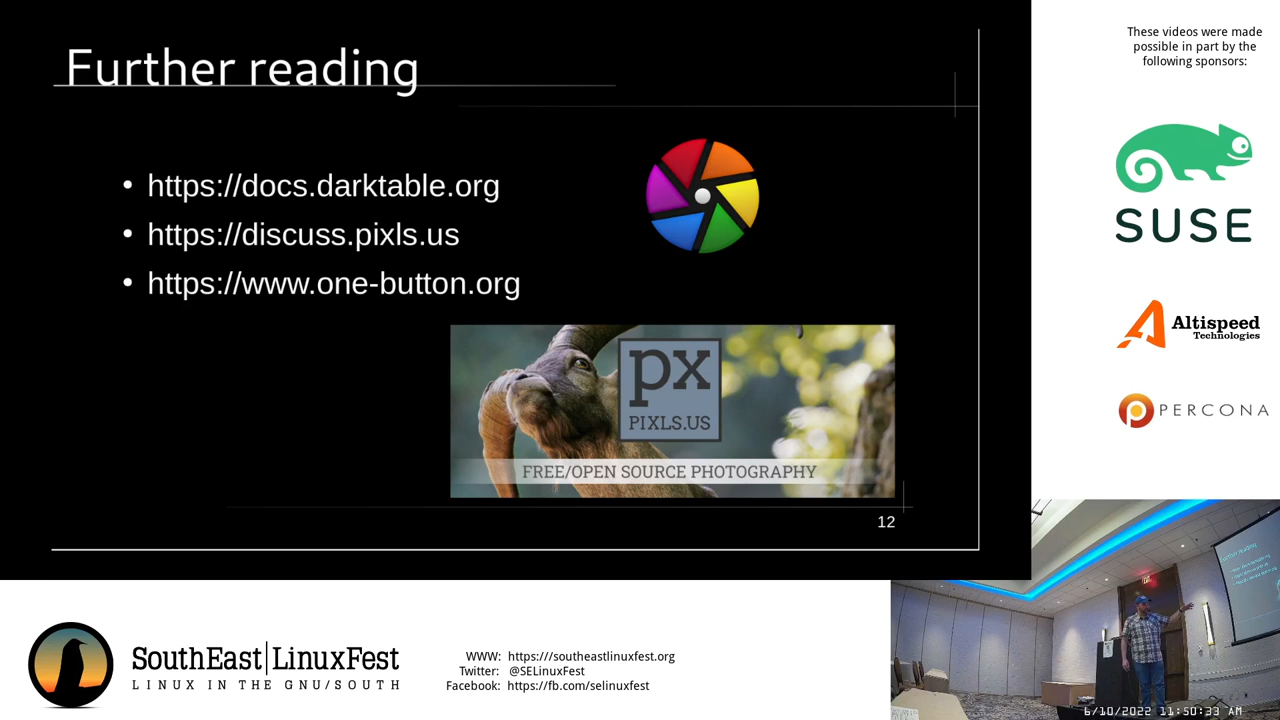 Further reading
• https://docs.darktable.org
• https://discuss.pixls.us
• https://www.one-button.org
px
PIXLS.US
FREE/OPEN SOURCE PHOTOGRAPHY
12
These videos were made
possible in part by the
following sponsors:
SUSE
Altispeed
Technologies
PERCONA
SouthEast LinuxFest
LINUX IN THE GNU/SOUTH
WWW: https:///southeastlinuxfest.org
Twitter: @SELinuxFest
Facebook: https://fb.com/selinuxfest
6/10/2022 11:50:33 AM